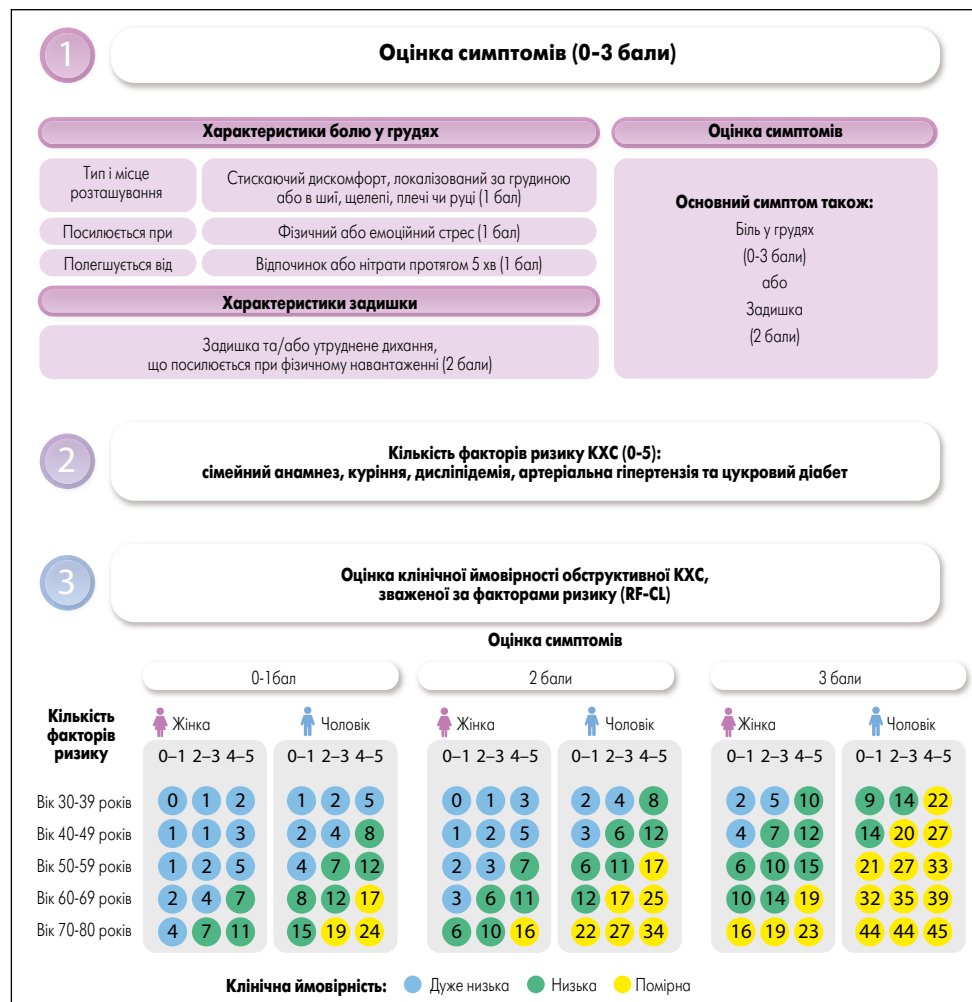 1
Оцінка симптомів (0-3 бали)
Характеристики болю у грудях
Оцінка симптомів
Тип і місце
розташування
Стискаючий дискомфорт, локалізований за грудиною
або в шиї, щелепі, плечі чи руці (1 бал)
Посилюється при
Фізичний або емоційний стрес (1 бал)
Полегшується від
Відпочинок або нітрати протягом 5 хв (1 бал)
Характеристики задишки
Задишка та/або утруднене дихання,
що посилюється при фізичному навантаженні (2 бали)
Основний симптом також:
Біль у грудях
(0-3 бали)
або
Задишка
(2 бали)
2
Кількість факторів ризику КХС (0-5):
сімейний анамнез, куріння, дисліпідемія, артеріальна гіпертензія та цукровий діабет
3
Оцінка клінічної ймовірності обструктивної КХС,
зваженої за факторами ризику (RF-CL)
Оцінка симптомів
0-1бал 2 бали 3 бали
Кількість
факторів
ризику
Жінка Чоловік Жінка Чоловік Жінка Чоловік
0–1 2–3 4–5 0–1 2–3 4–5 0–1 2–3 4–5 0–1 2–3 4–5 0–1 2–3 4–5 0–1 2–3 4–5
Вік 30-39 років 0 1 2 1 2 5 0 1 3 2 4 8 2 5 10 9 14 22
Вік 40-49 років 1 1 3 2 4 8 1 2 5 3 6 12 4 7 12 14 20 27
Вік 50-59 років 1 2 5 4 7 12 2 3 7 6 11 17 6 10 15 21 27 33
Вік 60-69 років 2 4 7 8 12 17 3 6 11 12 17 25 10 14 19 32 35 39
Вік 70-80 років 4 7 11 15 19 24 6 10 16 22 27 34 16 19 23 44 44 45
Клінічна ймовірність: Дуже низька Низька Помірна